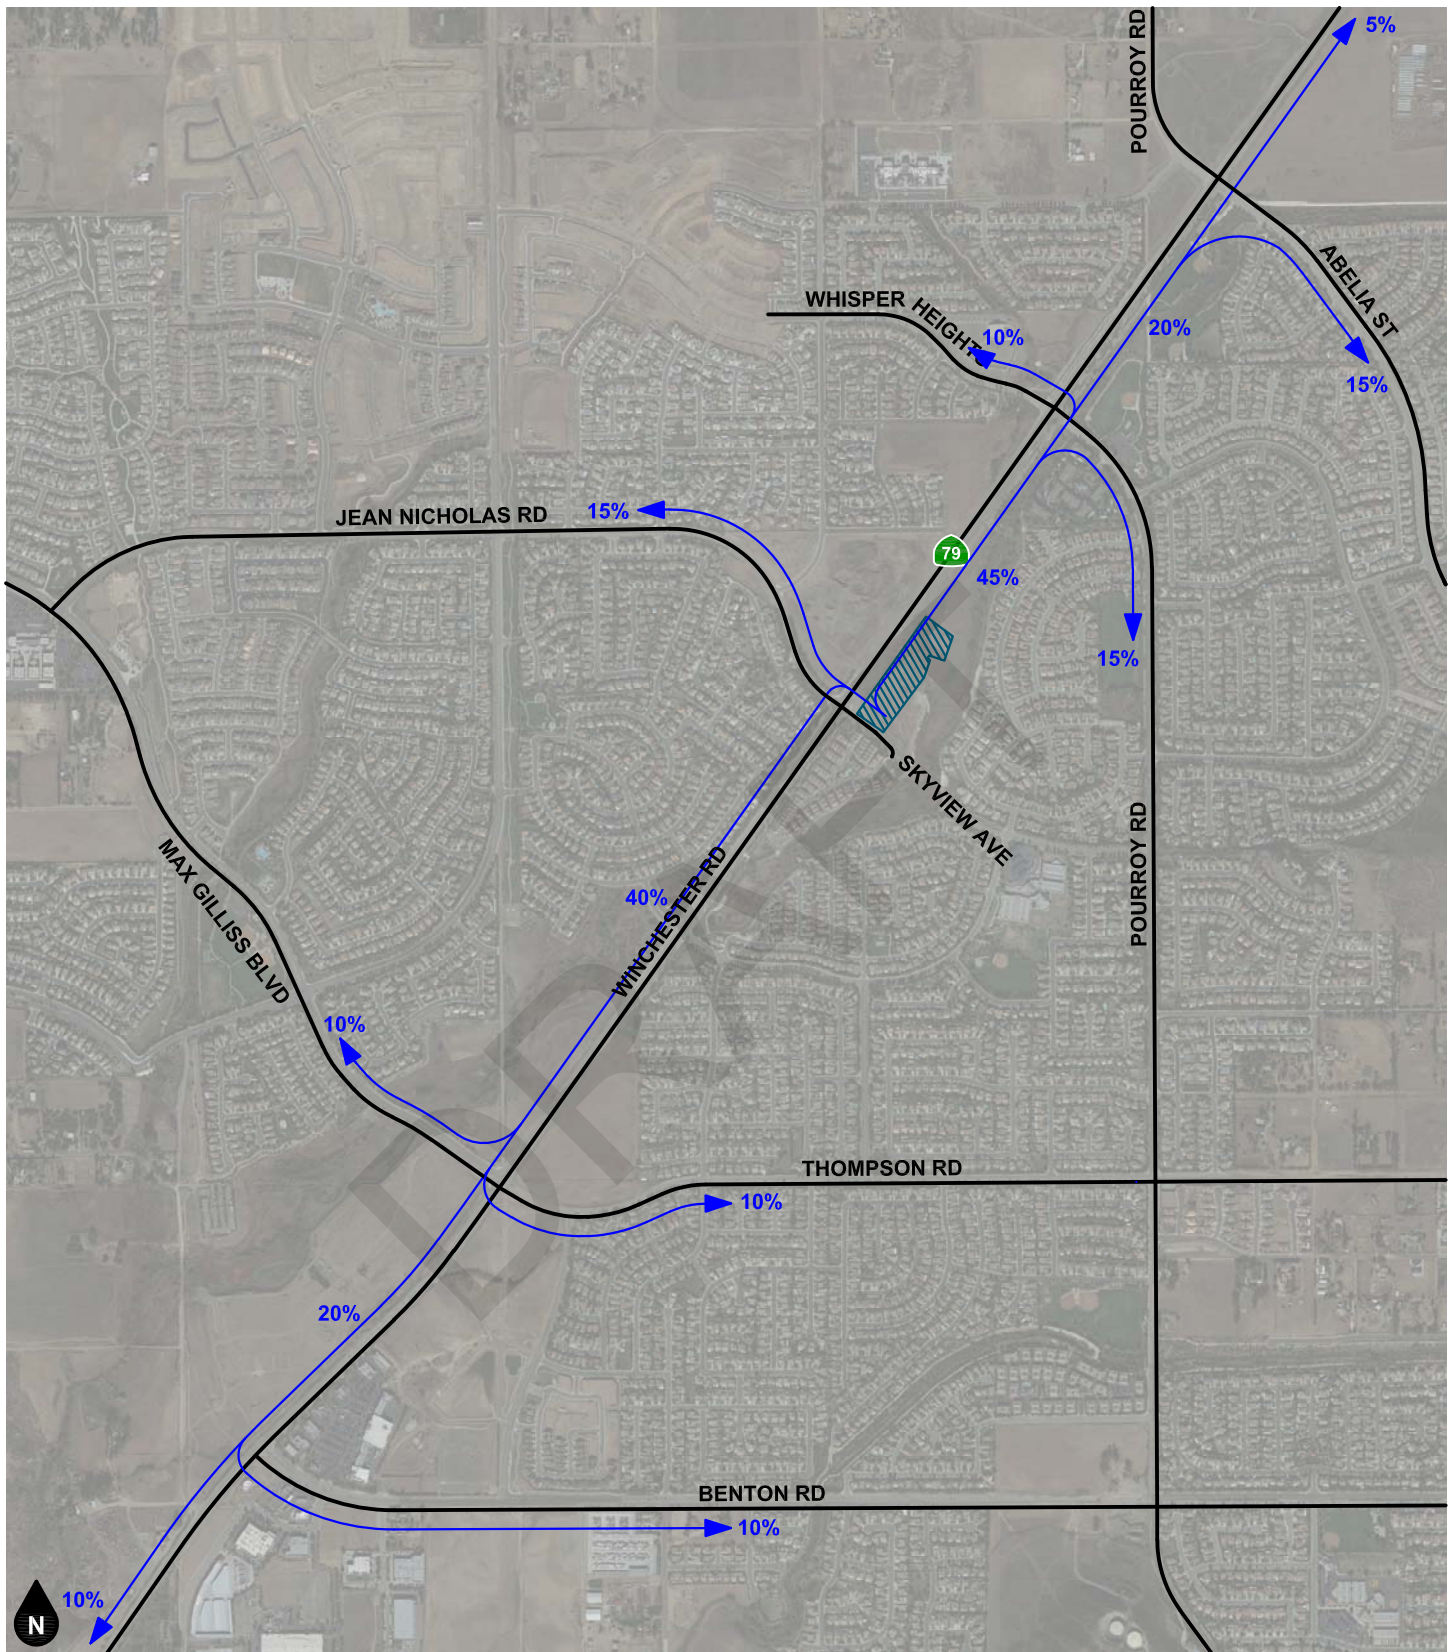 5%
POURROY RD
ABELIA ST
WHISPER HEIGHTS
10%
20%
15%
JEAN NICHOLAS RD
15%
79
45%
15%
SKYVIEW AVE
POURROY RD
MAX GILLISS BLVD
40%
WINCHESTER RD
10%
THOMPSON RD
10%
20%
BENTON RD
10%
10%
N
DRAFT